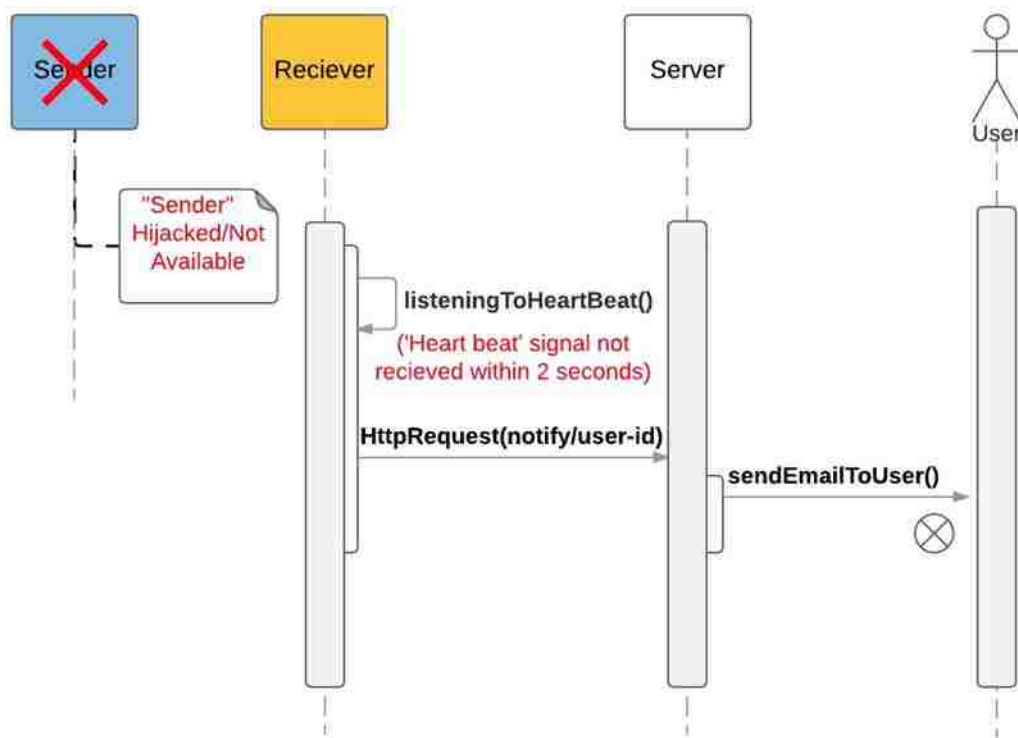 Sender
Reciever
Server
User
"Sender"
Hijacked/Not
Available
listeningToHeartBeat()
('Heart beat' signal not
recieved within 2 seconds)
HttpRequest(notify/user-id)
sendEmailToUser()